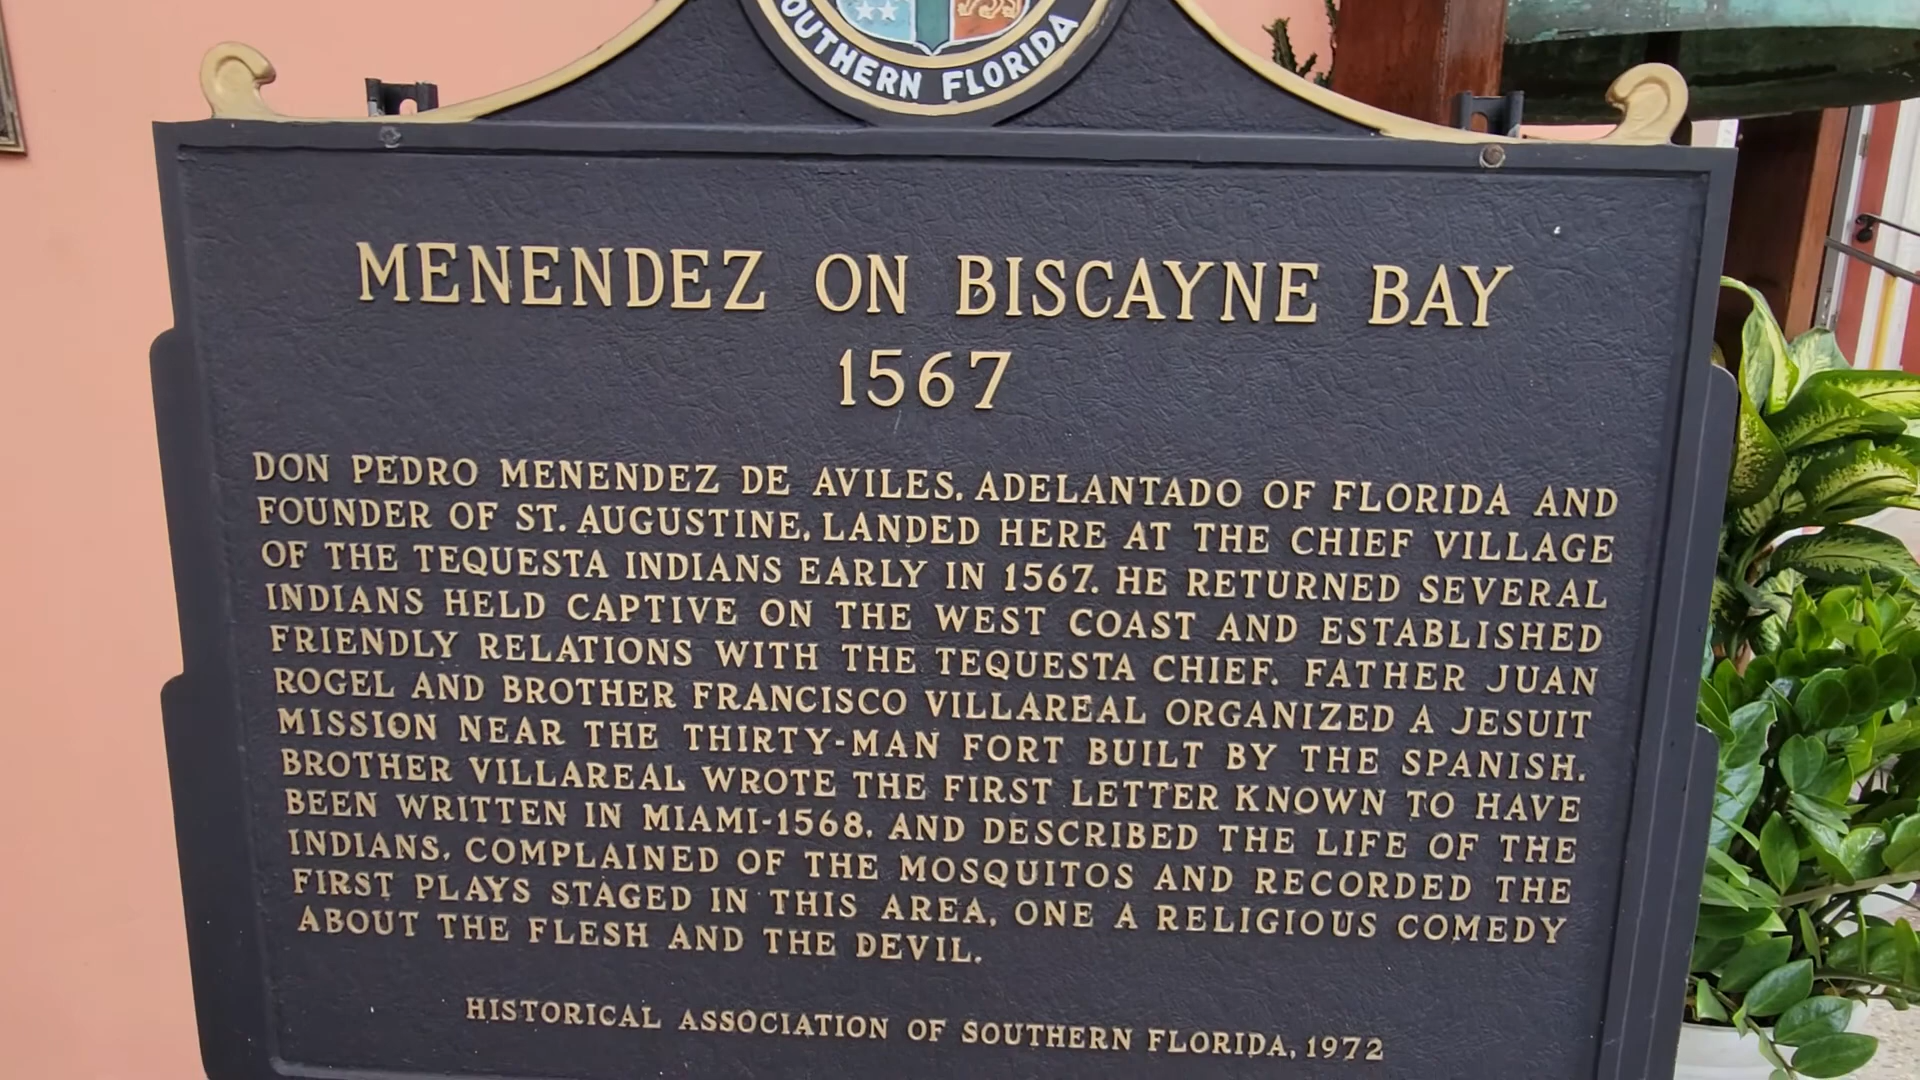 SOUTHERN FLORIDA
MENENDEZ ON BISCAYNE BAY
1567
DON PEDRO MENENDEZ DE AVILES, ADELANTADO OF FLORIDA AND
FOUNDER OF ST. AUGUSTINE, LANDED HERE AT THE CHIEF VILLAGE
OF THE TEQUESTA INDIANS EARLY IN 1567. HE RETURNED SEVERAL
INDIANS HELD CAPTIVE ON THE WEST COAST AND ESTABLISHED
FRIENDLY RELATIONS WITH THE TEQUESTA CHIEF. FATHER JUAN
ROGEL AND BROTHER FRANCISCO VILLAREAL ORGANIZED A JESUIT
MISSION NEAR THE THIRTY-MAN FORT BUILT BY THE SPANISH.
BROTHER VILLAREAL WROTE THE FIRST LETTER KNOWN TO HAVE
BEEN WRITTEN IN MIAMI-1568, AND DESCRIBED THE LIFE OF THE
INDIANS, COMPLAINED OF THE MOSQUITOS AND RECORDED THE
FIRST PLAYS STAGED IN THIS AREA, ONE A RELIGIOUS COMEDY
ABOUT THE FLESH AND THE DEVIL.
HISTORICAL ASSOCIATION OF SOUTHERN FLORIDA, 1972